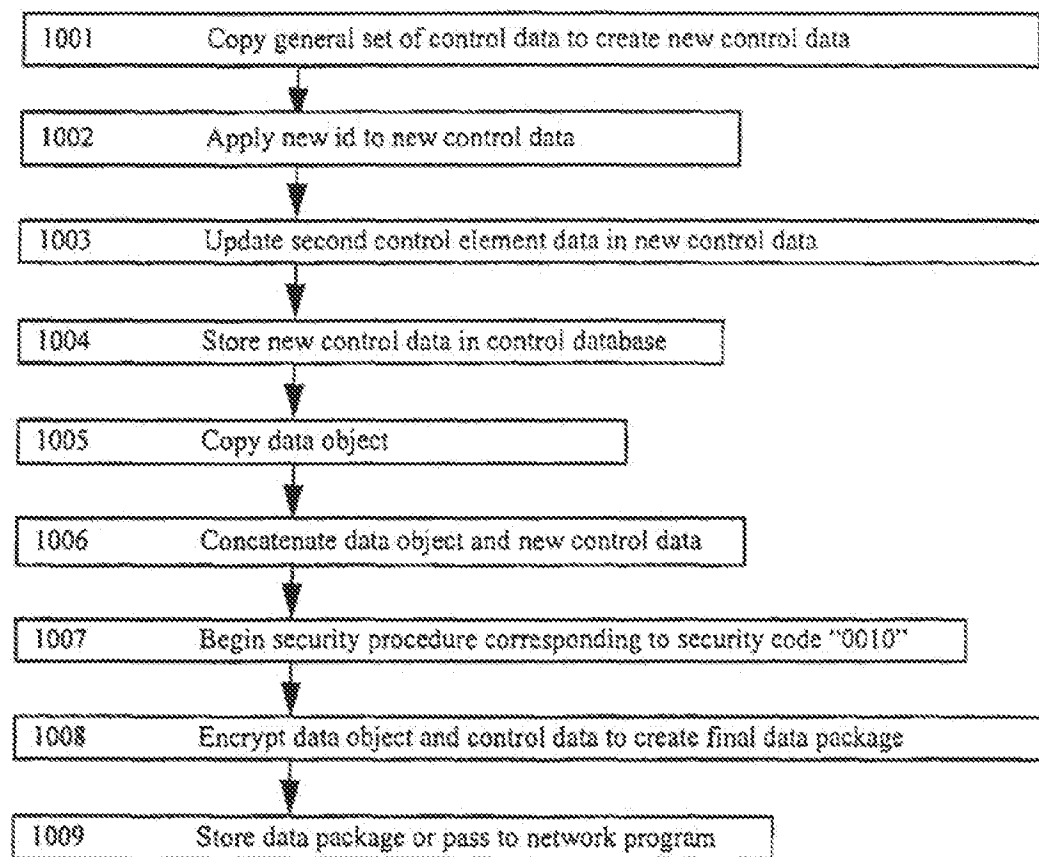 1001 Copy general set of control data to create new control data
1002 Apply new id to new control data
1003 Update second control element data in new control data
1004 Store new control data in control database
1005 Copy data object
1006 Concatenate data object and new control data
1007 Begin security procedure corresponding to security code "0010"
1008 Encrypt data object and control data to create final data package
1009 Store data package or pass to network program